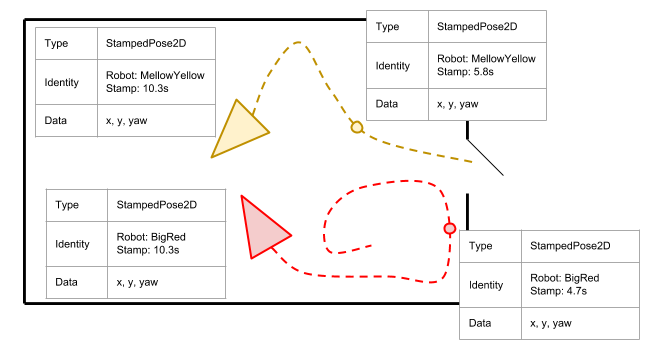 Type StampedPose2D
Identity Robot: MellowYellow
Stamp: 10.3s
Data x, y, yaw
Type StampedPose2D
Identity Robot: MellowYellow
Stamp: 5.8s
Data x, y, yaw
Type StampedPose2D
Identity Robot: BigRed
Stamp: 10.3s
Data x, y, yaw
Type StampedPose2D
Identity Robot: BigRed
Stamp: 4.7s
Data x, y, yaw